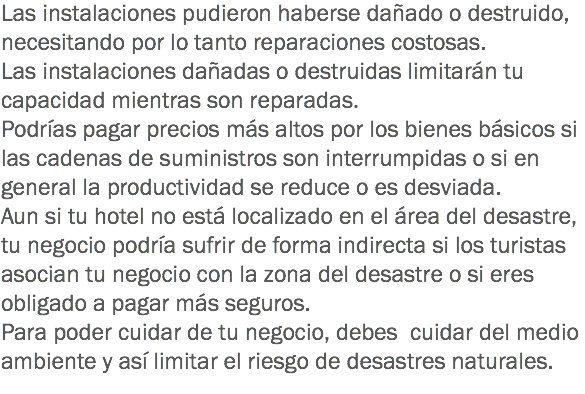 Las instalaciones pudieron haberse dañado o destruido,
necesitando por lo tanto reparaciones costosas.
Las instalaciones dañadas o destruidas limitarán tu
capacidad mientras son reparadas.
Podrías pagar precios más altos por los bienes básicos si
las cadenas de suministros son interrumpidas o si en
general la productividad se reduce o es desviada.
Aun si tu hotel no está localizado en el área del desastre,
tu negocio podría sufrir de forma indirecta si los turistas
asocian tu negocio con la zona del desastre o si eres
obligado a pagar más seguros.
Para poder cuidar de tu negocio, debes  cuidar del medio
ambiente y así limitar el riesgo de desastres naturales.